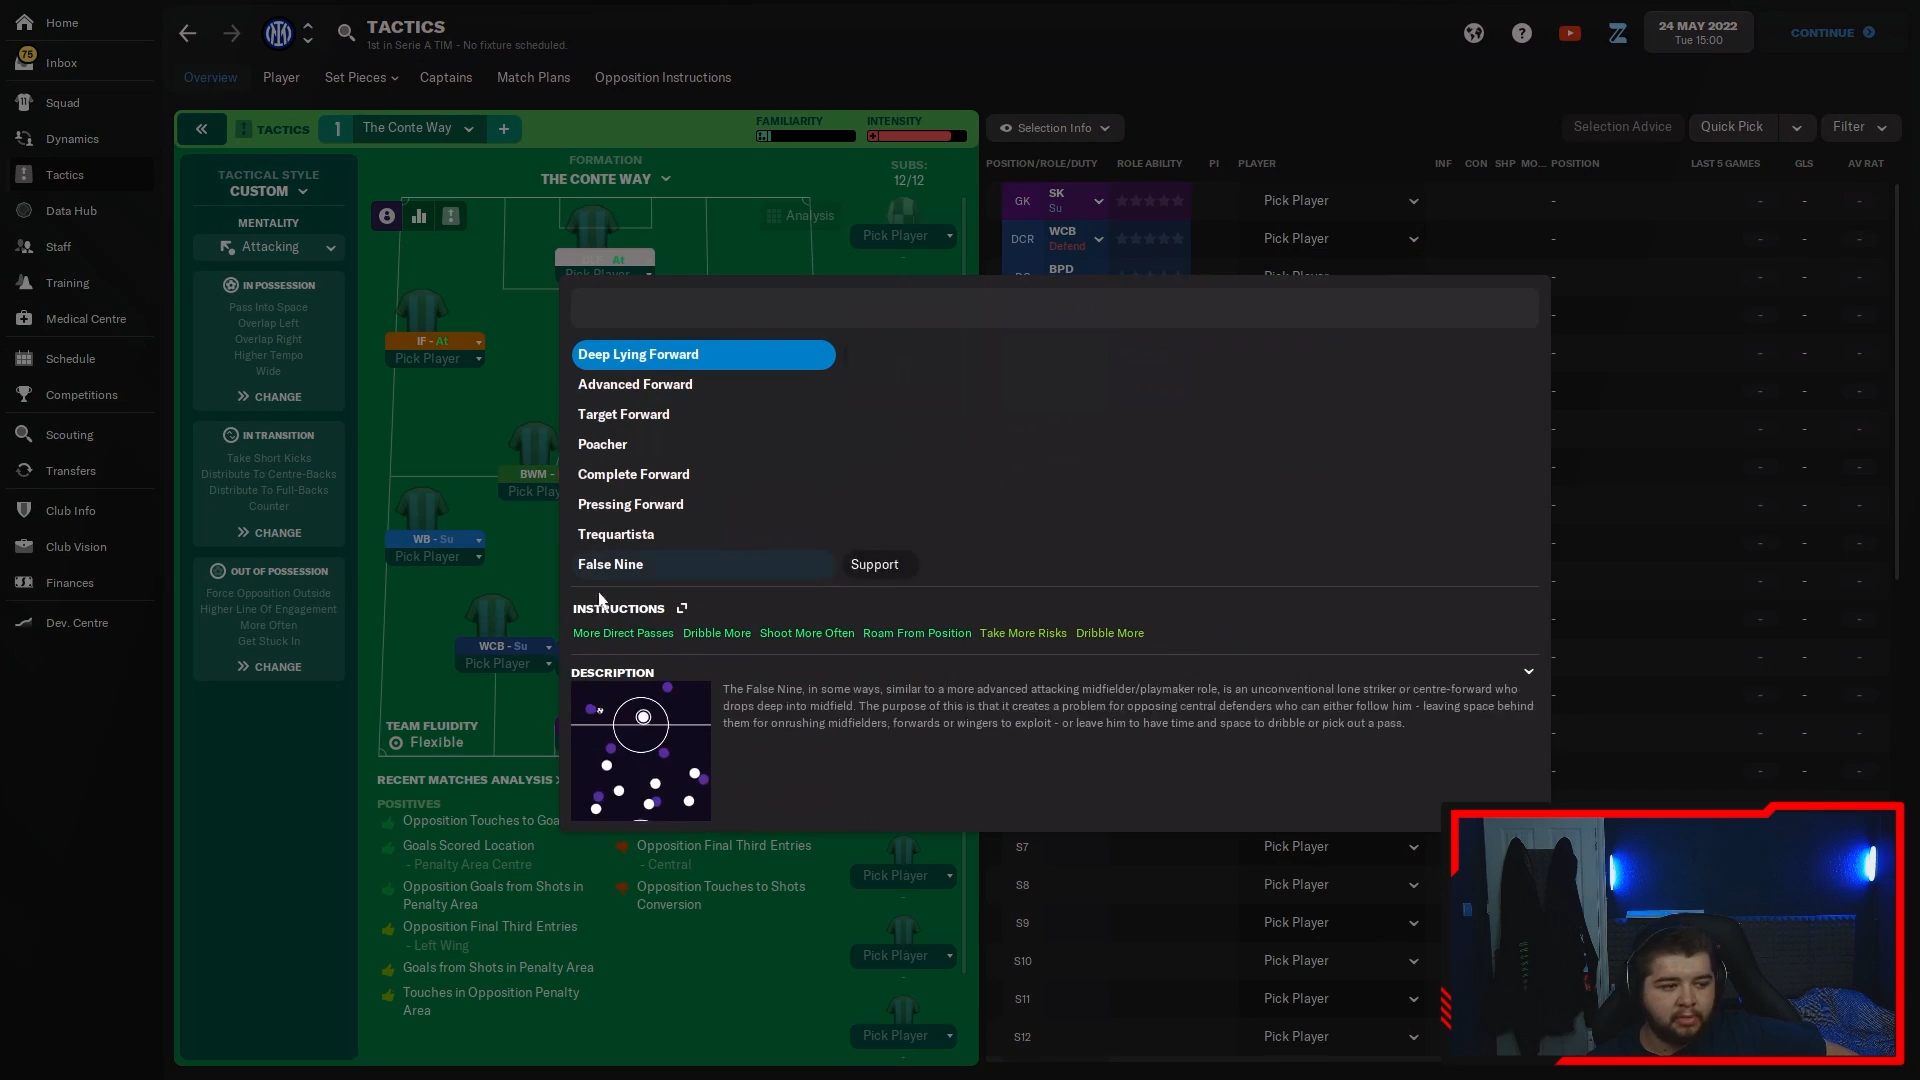 Home
75
Inbox
Squad
Dynamics
Tactics
Data Hub
Staff
Training
Medical Centre
Schedule
Competitions
Scouting
Transfers
Club Info
Club Vision
Finances
Dev. Centre
TACTICS
1st in Serie A TIM - No fixture scheduled.
24 MAY 2022
Tue 15:00
CONTINUE
Overview Player Set Pieces Captains Match Plans Opposition Instructions
TACTICS 1 The Conte Way +
FAMILIARITY
INTENSITY
TACTICAL STYLE
CUSTOM
MENTALITY
Attacking
IN POSSESSION
Pass Into Space
Overlap Left
Overlap Right
Higher Tempo
Wide
CHANGE
IN TRANSITION
Take Short Kicks
Distribute To Centre-Backs
Distribute To Full-Backs
Counter
CHANGE
OUT OF POSSESSION
Force Opposition Outside
Higher Line Of Engagement
More Often
Get Stuck In
CHANGE
FORMATION
THE CONTE WAY
SUBS:
12/12
Analysis
DLF - At
Pick Player
IF - At
Pick Player
BWM -
Pick Play
WB - Su
Pick Player
WCB - Su
Pick Player
TEAM FLUIDITY
Flexible
Pick Player
-
RECENT MATCHES ANALYSIS
POSITIVES
Opposition Touches to Goa
Goals Scored Location
- Penalty Area Centre
Opposition Goals from Shots in
Penalty Area
Opposition Final Third Entries
- Left Wing
Goals from Shots in Penalty Area
Touches in Opposition Penalty
Area
Opposition Final Third Entries
- Central
Opposition Touches to Shots
Conversion
Pick Player
-
Pick Player
-
Pick Player
-
Selection Info
Selection Advice Quick Pick Filter
POSITION/ROLE/DUTY ROLE ABILITY PI PLAYER INF CON SHP MO... POSITION LAST 5 GAMES GLS AV RAT
GK SK Su Pick Player - - - -
DCR WCB Defend Pick Player - - - -
BPD
Deep Lying Forward
Advanced Forward
Target Forward
Poacher
Complete Forward
Pressing Forward
Trequartista
False Nine Support
INSTRUCTIONS
More Direct Passes Dribble More Shoot More Often Roam From Position Take More Risks Dribble More
DESCRIPTION
The False Nine, in some ways, similar to a more advanced attacking midfielder/playmaker role, is an unconventional lone striker or centre-forward who
drops deep into midfield. The purpose of this is that it creates a problem for opposing central defenders who can either follow him - leaving space behind
them for onrushing midfielders, forwards or wingers to exploit - or leave him to have time and space to dribble or pick out a pass.
S7 Pick Player
S8 Pick Player
S9 Pick Player
S10 Pick Player
S11 Pick Player
S12 Pick Player